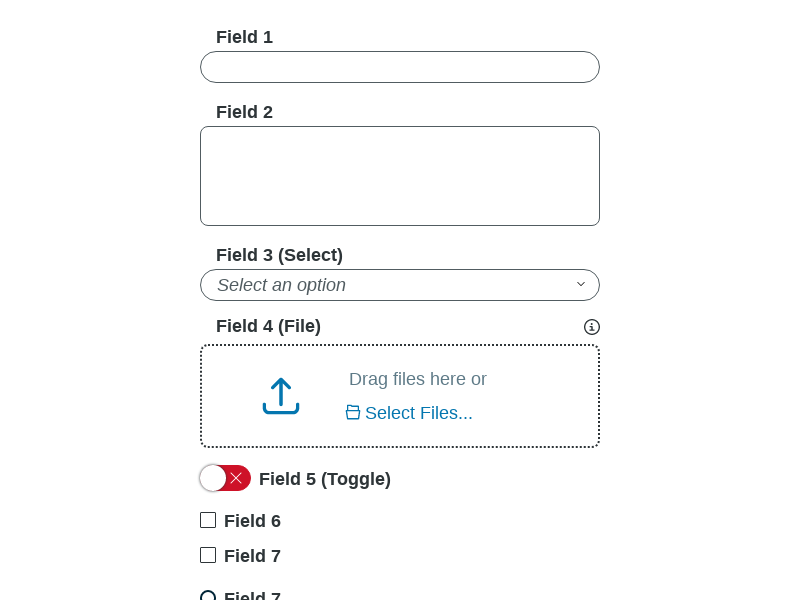 Field 1
Field 2
Field 3 (Select)
Select an option
Field 4 (File)
Drag files here or
Select Files...
Field 5 (Toggle)
Field 6
Field 7
Field 7